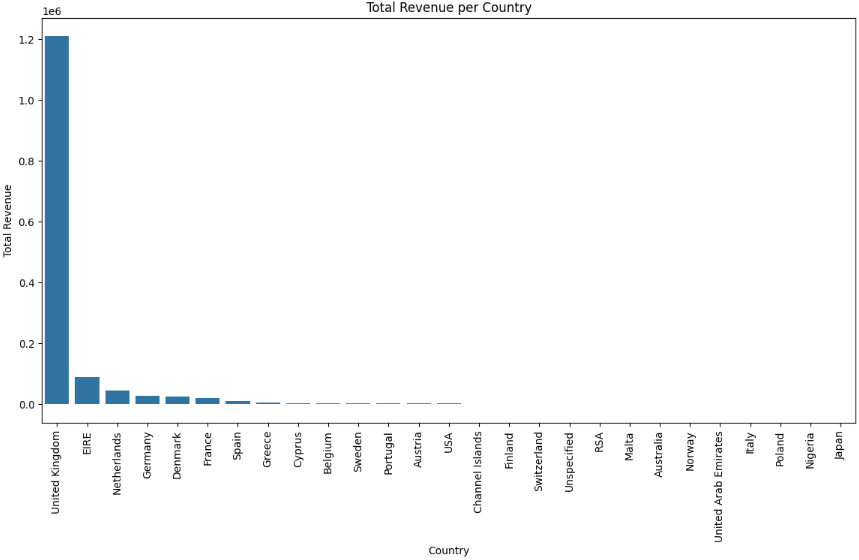 Total Revenue per Country
1e6
1.2
1.0
0.8
0.6
0.4
0.2
0.0
Total Revenue
United Kingdom
EIRE
Netherlands
Germany
Denmark
France
Spain
Greece
Cyprus
Belgium
Sweden
Portugal
Austria
USA
Channel Islands
Finland
Switzerland
Unspecified
RSA
Malta
Australia
Norway
United Arab Emirates
Italy
Poland
Nigeria
Japan
Country